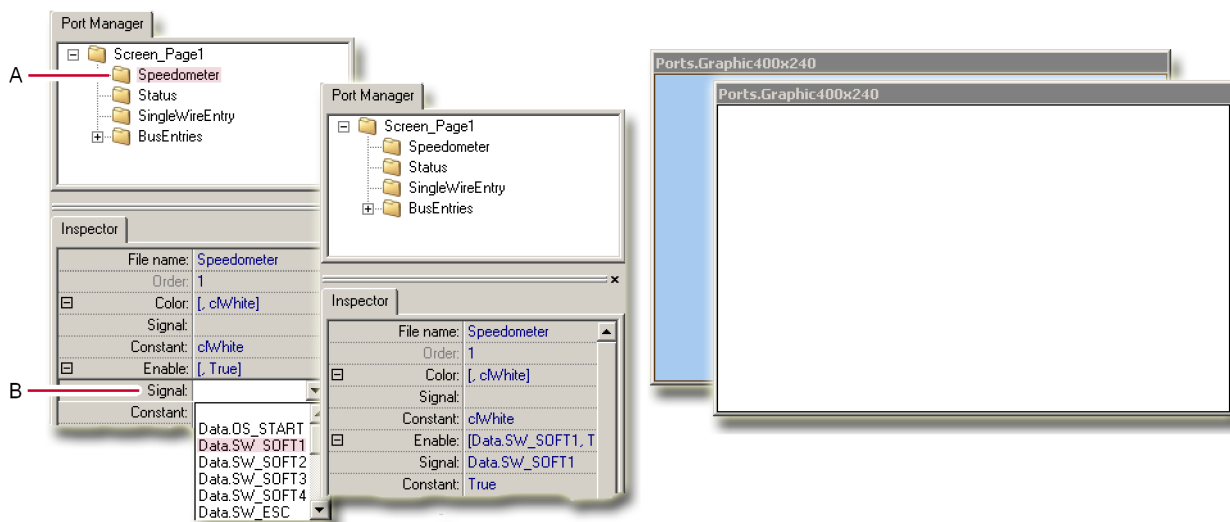 Port Manager
Screen_Page1
A
Speedometer
Status
SingleWireEntry
BusEntries
Inspector
File name: Speedometer
Order: 1
Color: [, clWhite]
Signal:
Constant: clWhite
Enable: [, True]
B
Signal:
Constant:
Data.OS_START
Data.SW_SOFT1
Data.SW_SOFT2
Data.SW_SOFT3
Data.SW_SOFT4
Data.SW_ESC
Port Manager
Screen_Page1
Speedometer
Status
SingleWireEntry
BusEntries
Inspector
File name: Speedometer
Order: 1
Color: [, clWhite]
Signal:
Constant: clWhite
Enable: [Data.SW_SOFT1, T
Signal: Data.SW_SOFT1
Constant: True
Ports.Graphic400x240
Ports.Graphic400x240